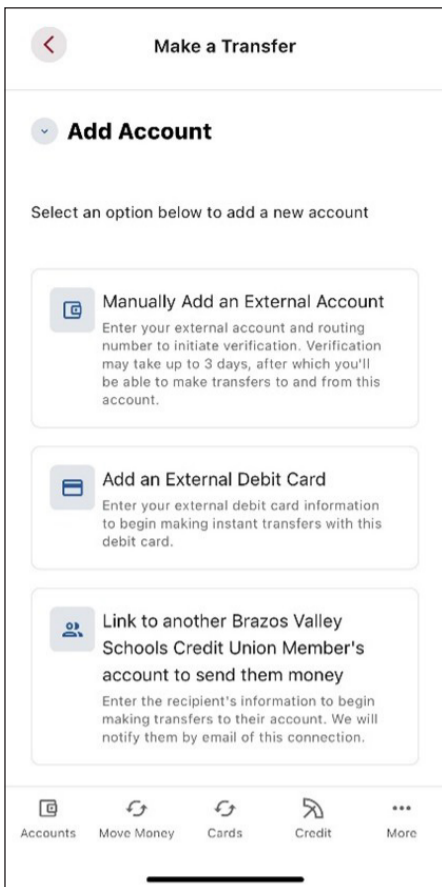 Make a Transfer
Add Account
Select an option below to add a new account
Manually Add an External Account
Enter your external account and routing
number to initiate verification. Verification
may take up to 3 days, after which you'll
be able to make transfers to and from this
account.
Add an External Debit Card
Enter your external debit card information
to begin making instant transfers with this
debit card.
Link to another Brazos Valley
Schools Credit Union Member's
account to send them money
Enter the recipient's information to begin
making transfers to their account. We will
notify them by email of this connection.
Accounts Move Money Cards Credit More